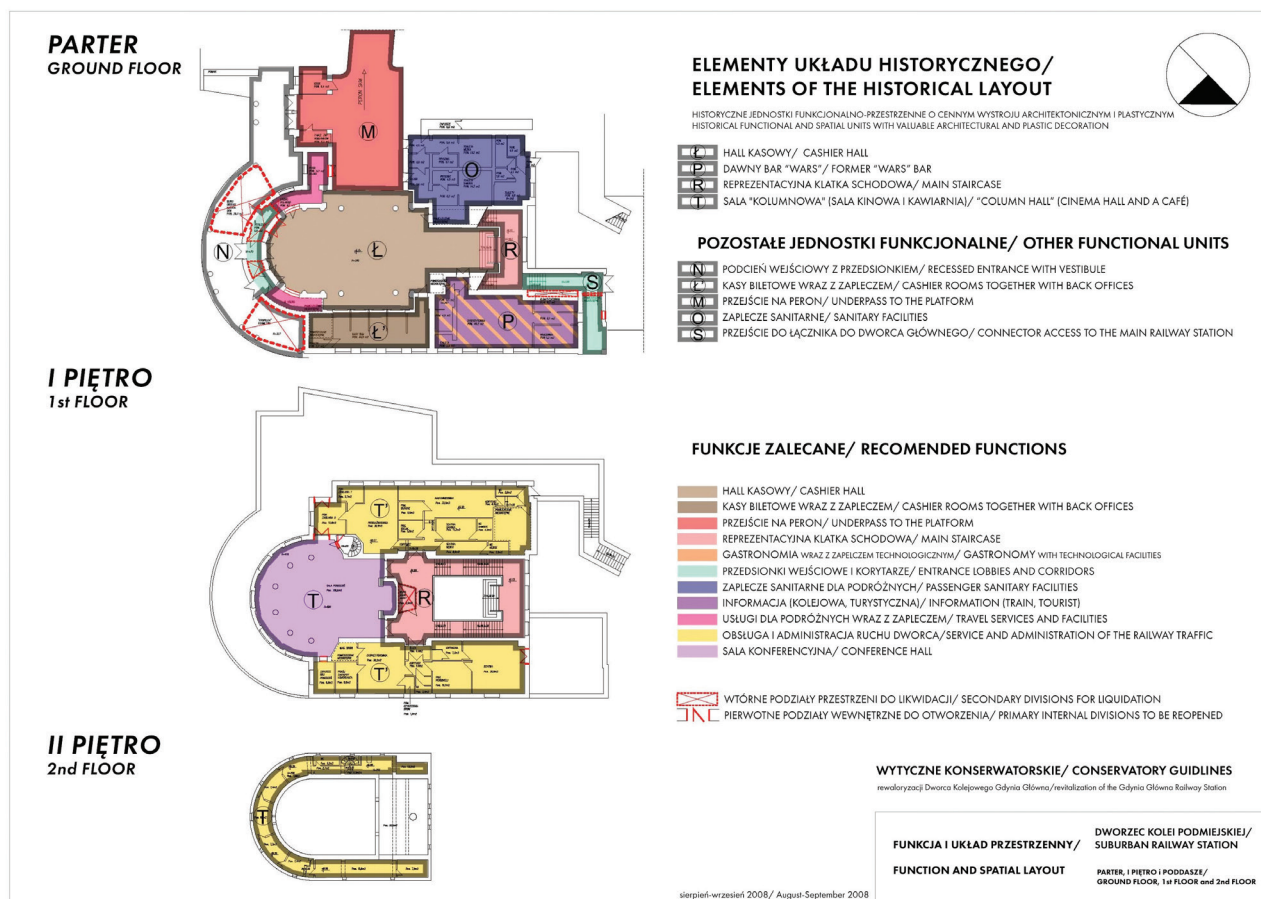 PARTER
GROUND FLOOR
M
O
N
Ł
R
S
Ł'
P
I PIĘTRO
1st FLOOR
T'
T
R
T'
II PIĘTRO
2nd FLOOR
T
ELEMENTY UKŁADU HISTORYCZNEGO/
ELEMENTS OF THE HISTORICAL LAYOUT
HISTORYCZNE JEDNOSTKI FUNKCJONALNO-PRZESTRZENNE O CENNYM WYSTROJU ARCHITEKTONICZNYM I PLASTYCZNYM
HISTORICAL FUNCTIONAL AND SPATIAL UNITS WITH VALUABLE ARCHITECTURAL AND PLASTIC DECORATION
Ł HALL KASOWY/ CASHIER HALL
P DAWNY BAR "WARS"/ FORMER "WARS" BAR
R REPREZENTACYJNA KLATKA SCHODOWA/ MAIN STAIRCASE
T SALA "KOLUMNOWA" (SALA KINOWA I KAWIARNIA)/ "COLUMN HALL" (CINEMA HALL AND A CAFÉ)
POZOSTAŁE JEDNOSTKI FUNKCJONALNE/ OTHER FUNCTIONAL UNITS
N PODCIEŃ WEJŚCIOWY Z PRZEDSIONKIEM/ RECESSED ENTRANCE WITH VESTIBULE
Ł' KASY BILETOWE WRAZ Z ZAPLECZEM/ CASHIER ROOMS TOGETHER WITH BACK OFFICES
M PRZEJŚCIE NA PERON/ UNDERPASS TO THE PLATFORM
O ZAPLECZE SANITARNE/ SANITARY FACILITIES
S PRZEJŚCIE DO ŁĄCZNIKA DO DWORCA GŁÓWNEGO/ CONNECTOR ACCESS TO THE MAIN RAILWAY STATION
FUNKCJE ZALECANE/ RECOMENDED FUNCTIONS
HALL KASOWY/ CASHIER HALL
KASY BILETOWE WRAZ Z ZAPLECZEM/ CASHIER ROOMS TOGETHER WITH BACK OFFICES
PRZEJŚCIE NA PERON/ UNDERPASS TO THE PLATFORM
REPREZENTACYJNA KLATKA SCHODOWA/ MAIN STAIRCASE
GASTRONOMIA WRAZ Z ZAPELCZEM TECHNOLOGICZNYM/ GASTRONOMY WITH TECHNOLOGICAL FACILITIES
PRZEDSIONKI WEJŚCIOWE I KORYTARZE/ ENTRANCE LOBBIES AND CORRIDORS
ZAPLECZE SANITARNE DLA PODRÓŻNYCH/ PASSENGER SANITARY FACILITIES
INFORMACJA (KOLEJOWA, TURYSTYCZNA)/ INFORMATION (TRAIN, TOURIST)
USŁUGI DLA PODRÓŻNYCH WRAZ Z ZAPLECZEM/ TRAVEL SERVICES AND FACILITIES
OBSŁUGA I ADMINISTRACJA RUCHU DWORCA/SERVICE AND ADMINISTRATION OF THE RAILWAY TRAFFIC
SALA KONFERENCYJNA/ CONFERENCE HALL
WTÓRNE PODZIAŁY PRZESTRZENI DO LIKWIDACJI/ SECONDARY DIVISIONS FOR LIQUIDATION
PIERWOTNE PODZIAŁY WEWNĘTRZNE DO OTWORZENIA/ PRIMARY INTERNAL DIVISIONS TO BE REOPENED
WYTYCZNE KONSERWATORSKIE/ CONSERVATORY GUIDLINES
rewaloryzacji Dworca Kolejowego Gdynia Główna/revitalization of the Gdynia Główna Railway Station
FUNKCJA I UKŁAD PRZESTRZENNY/
FUNCTION AND SPATIAL LAYOUT
DWORZEC KOLEI PODMIEJSKIEJ/
SUBURBAN RAILWAY STATION
PARTER, I PIĘTRO i PODDASZE/
GROUND FLOOR, 1st FLOOR and 2nd FLOOR
sierpień-wrzesień 2008/ August-September 2008